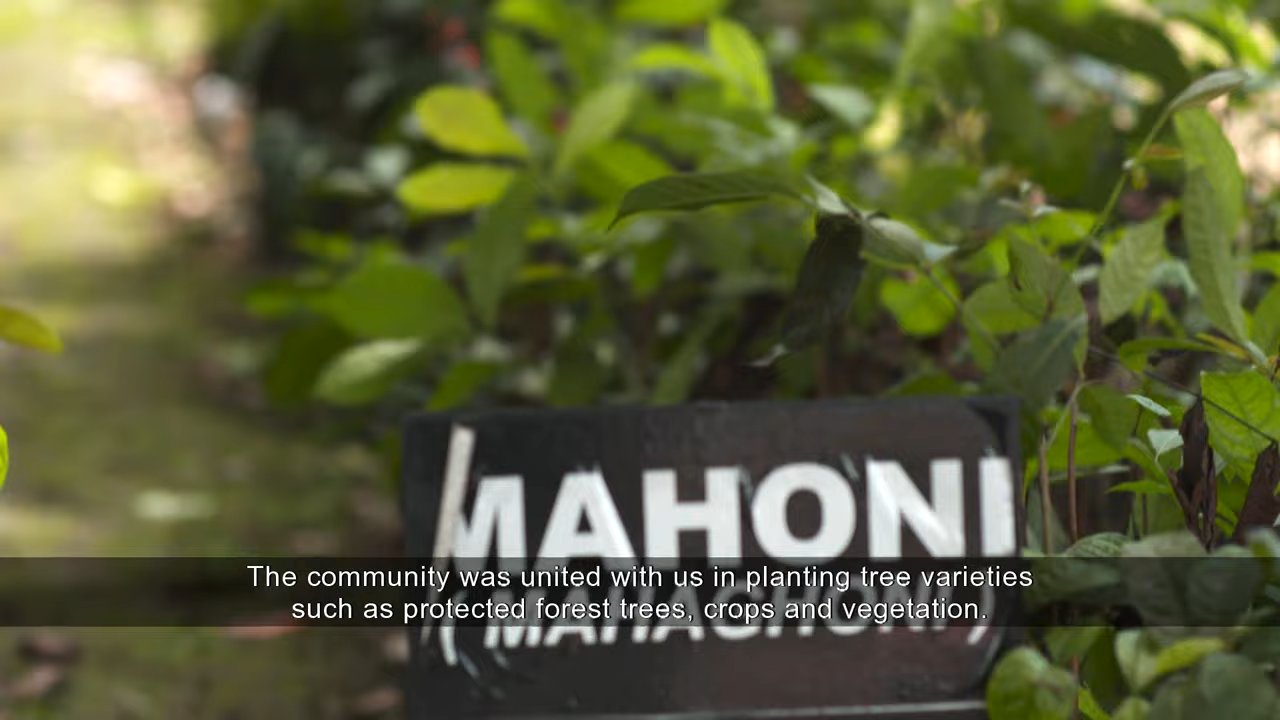 MAHONI
The community was united with us in planting tree varieties
such as protected forest trees, crops and vegetation.
( MAHAGHONI )